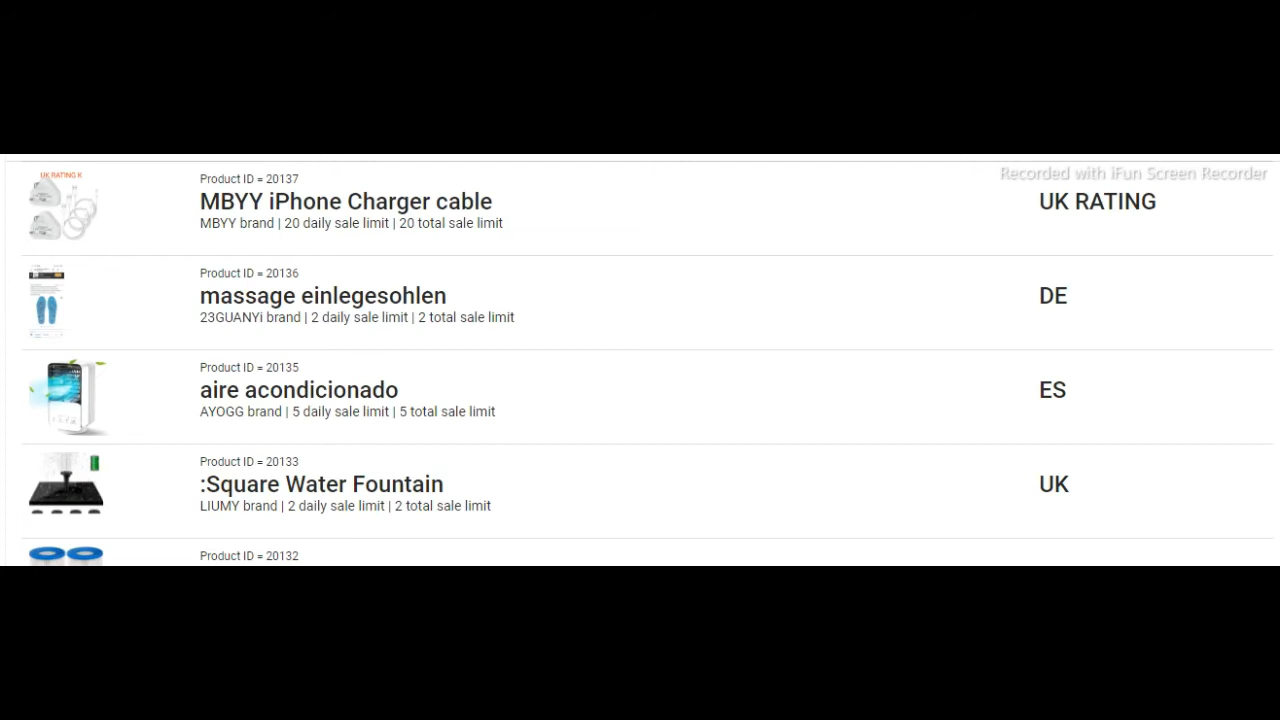 Recorded with iFun Screen Recorder
UK RATING K
Product ID = 20137
MBYY iPhone Charger cable
UK RATING
MBYY brand | 20 daily sale limit | 20 total sale limit
Product ID = 20136
massage einlegesohlen
DE
23GUANYi brand | 2 daily sale limit | 2 total sale limit
Product ID = 20135
aire acondicionado
ES
AYOGG brand | 5 daily sale limit | 5 total sale limit
Product ID = 20133
:Square Water Fountain
UK
LIUMY brand | 2 daily sale limit | 2 total sale limit
Product ID = 20132